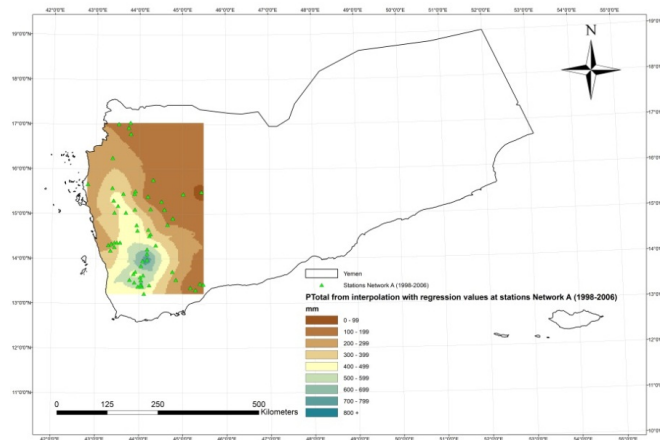 42°0'0"E 43°0'0"E 44°0'0"E 45°0'0"E 46°0'0"E 47°0'0"E 48°0'0"E 49°0'0"E 50°0'0"E 51°0'0"E 52°0'0"E 53°0'0"E 54°0'0"E 55°0'0"E
N
19°0'0"N
18°0'0"N
17°0'0"N
16°0'0"N
15°0'0"N
14°0'0"N
13°0'0"N
12°0'0"N
11°0'0"N
Yemen
Stations Network A (1998-2006)
PTotal from interpolation with regression values at stations Network A (1998-2006)
mm
0 - 99
100 - 199
200 - 299
300 - 399
400 - 499
500 - 599
600 - 699
700 - 799
800 +
0 125 250 500
Kilometers